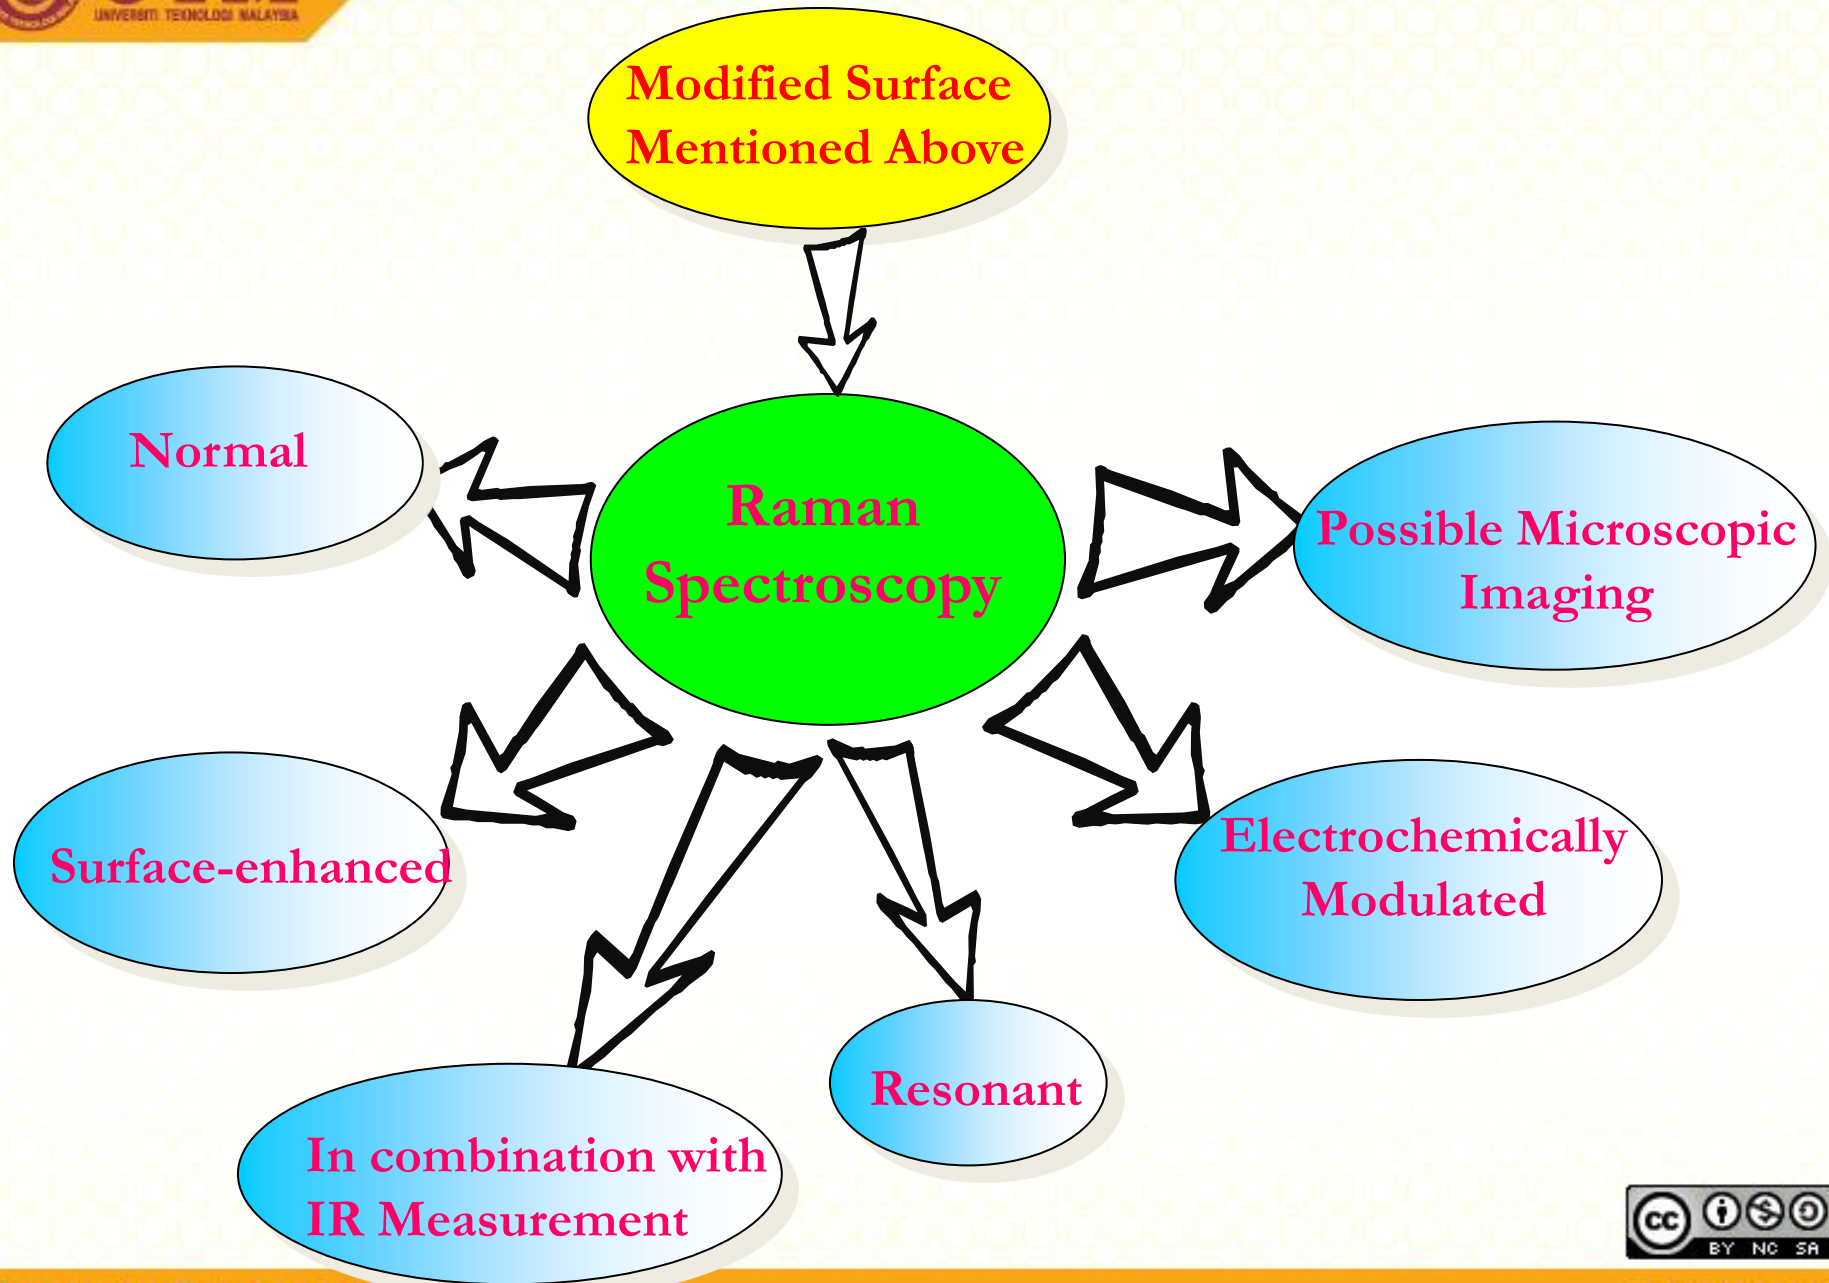 UNIVERSITI TEKNOLOGI MALAYSIA
Modified Surface
Mentioned Above
Normal
Raman
Spectroscopy
Possible Microscopic
Imaging
Surface-enhanced
Electrochemically
Modulated
In combination with
IR Measurement
Resonant
cc
BY NC SA